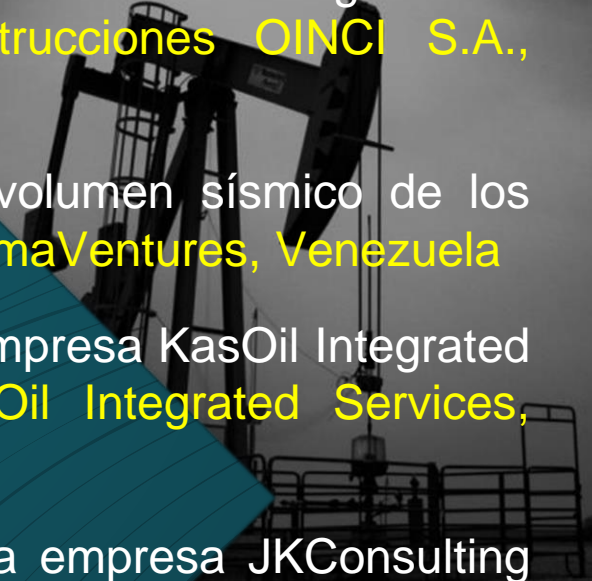 trucciones OINCI S.A.,
volumen sísmico de los
maVentures, Venezuela
mpresa KasOil Integrated
Oil Integrated Services,
a empresa JKConsulting